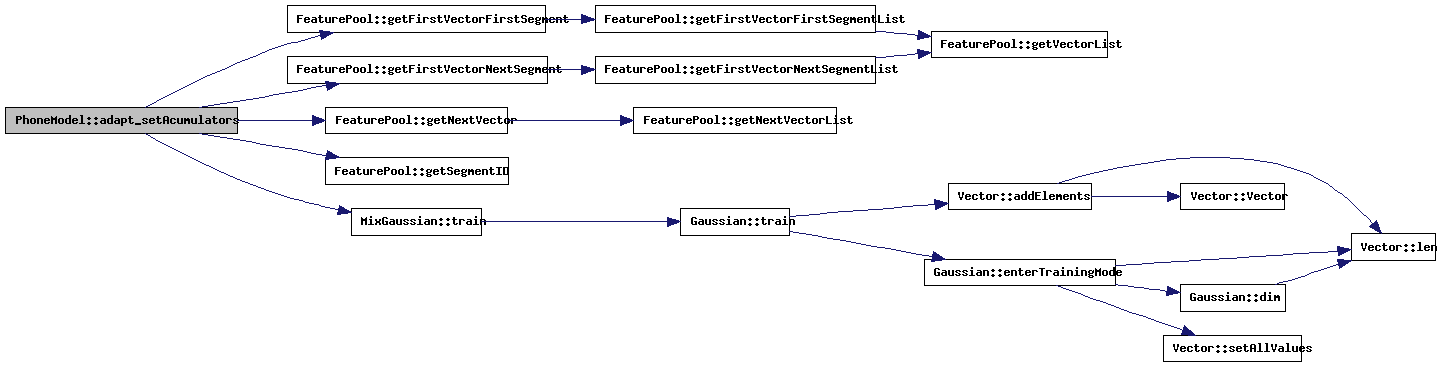 FeaturePool::getFirstVectorFirstSegment
FeaturePool::getFirstVectorFirstSegmentList
FeaturePool::getVectorList
FeaturePool::getFirstVectorNextSegment
FeaturePool::getFirstVectorNextSegmentList
PhoneModel::adapt_setAcumulators
FeaturePool::getNextVector
FeaturePool::getNextVectorList
FeaturePool::getSegmentID
Vector::addElements
Vector::Vector
MixGaussian::train
Gaussian::train
Vector::len
Gaussian::enterTrainingMode
Gaussian::dim
Vector::setAllValues